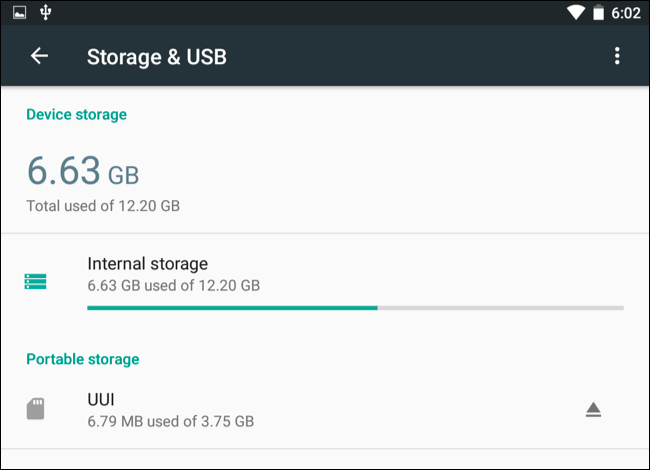 6:02
Storage & USB
Device storage
6.63 GB
Total used of 12.20 GB
Internal storage
6.63 GB used of 12.20 GB
Portable storage
UUI
6.79 MB used of 3.75 GB